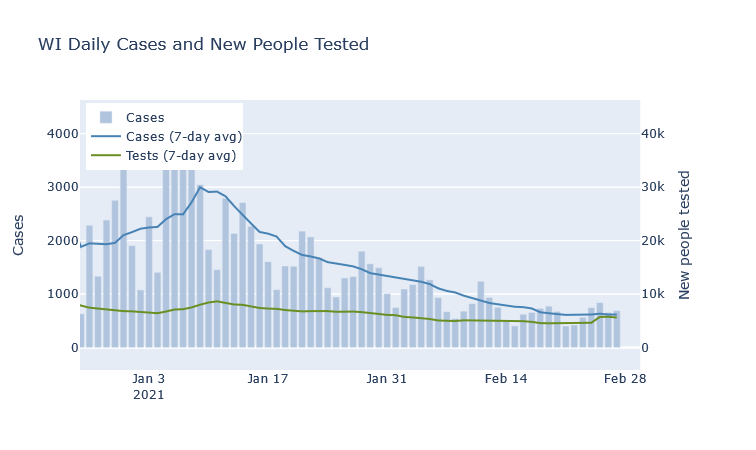 WI Daily Cases and New People Tested
Cases
Cases (7-day avg)
Tests (7-day avg)
4000
3000
2000
1000
0
40k
30k
20k
10k
0
Cases
New people tested
Jan 3
2021
Jan 17
Jan 31
Feb 14
Feb 28